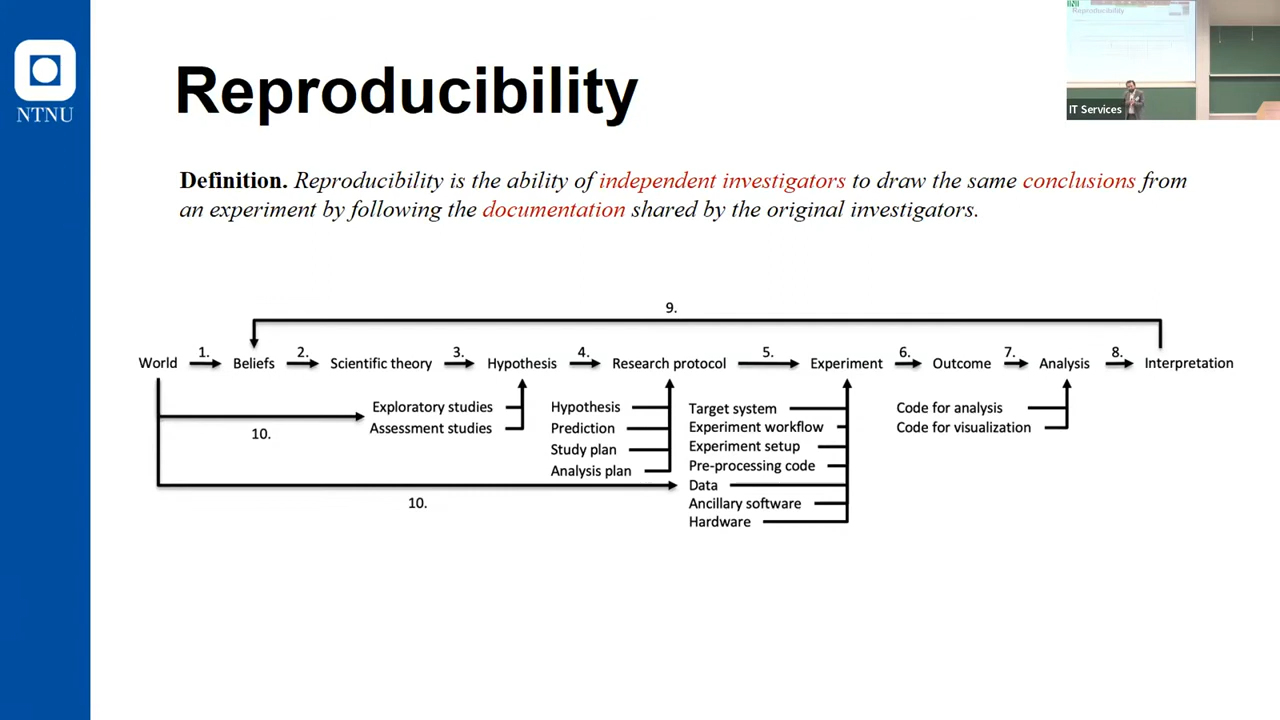 NTNU
Reproducibility
Reproducibility
IT Services
Definition. Reproducibility is the ability of independent investigators to draw the same conclusions from
an experiment by following the documentation shared by the original investigators.
9.
World 1. Beliefs 2. Scientific theory 3. Hypothesis 4. Research protocol 5. Experiment 6. Outcome 7. Analysis 8. Interpretation
Exploratory studies
Assessment studies
10.
10.
Hypothesis
Prediction
Study plan
Analysis plan
Target system
Experiment workflow
Experiment setup
Pre-processing code
Data
Ancillary software
Hardware
Code for analysis
Code for visualization